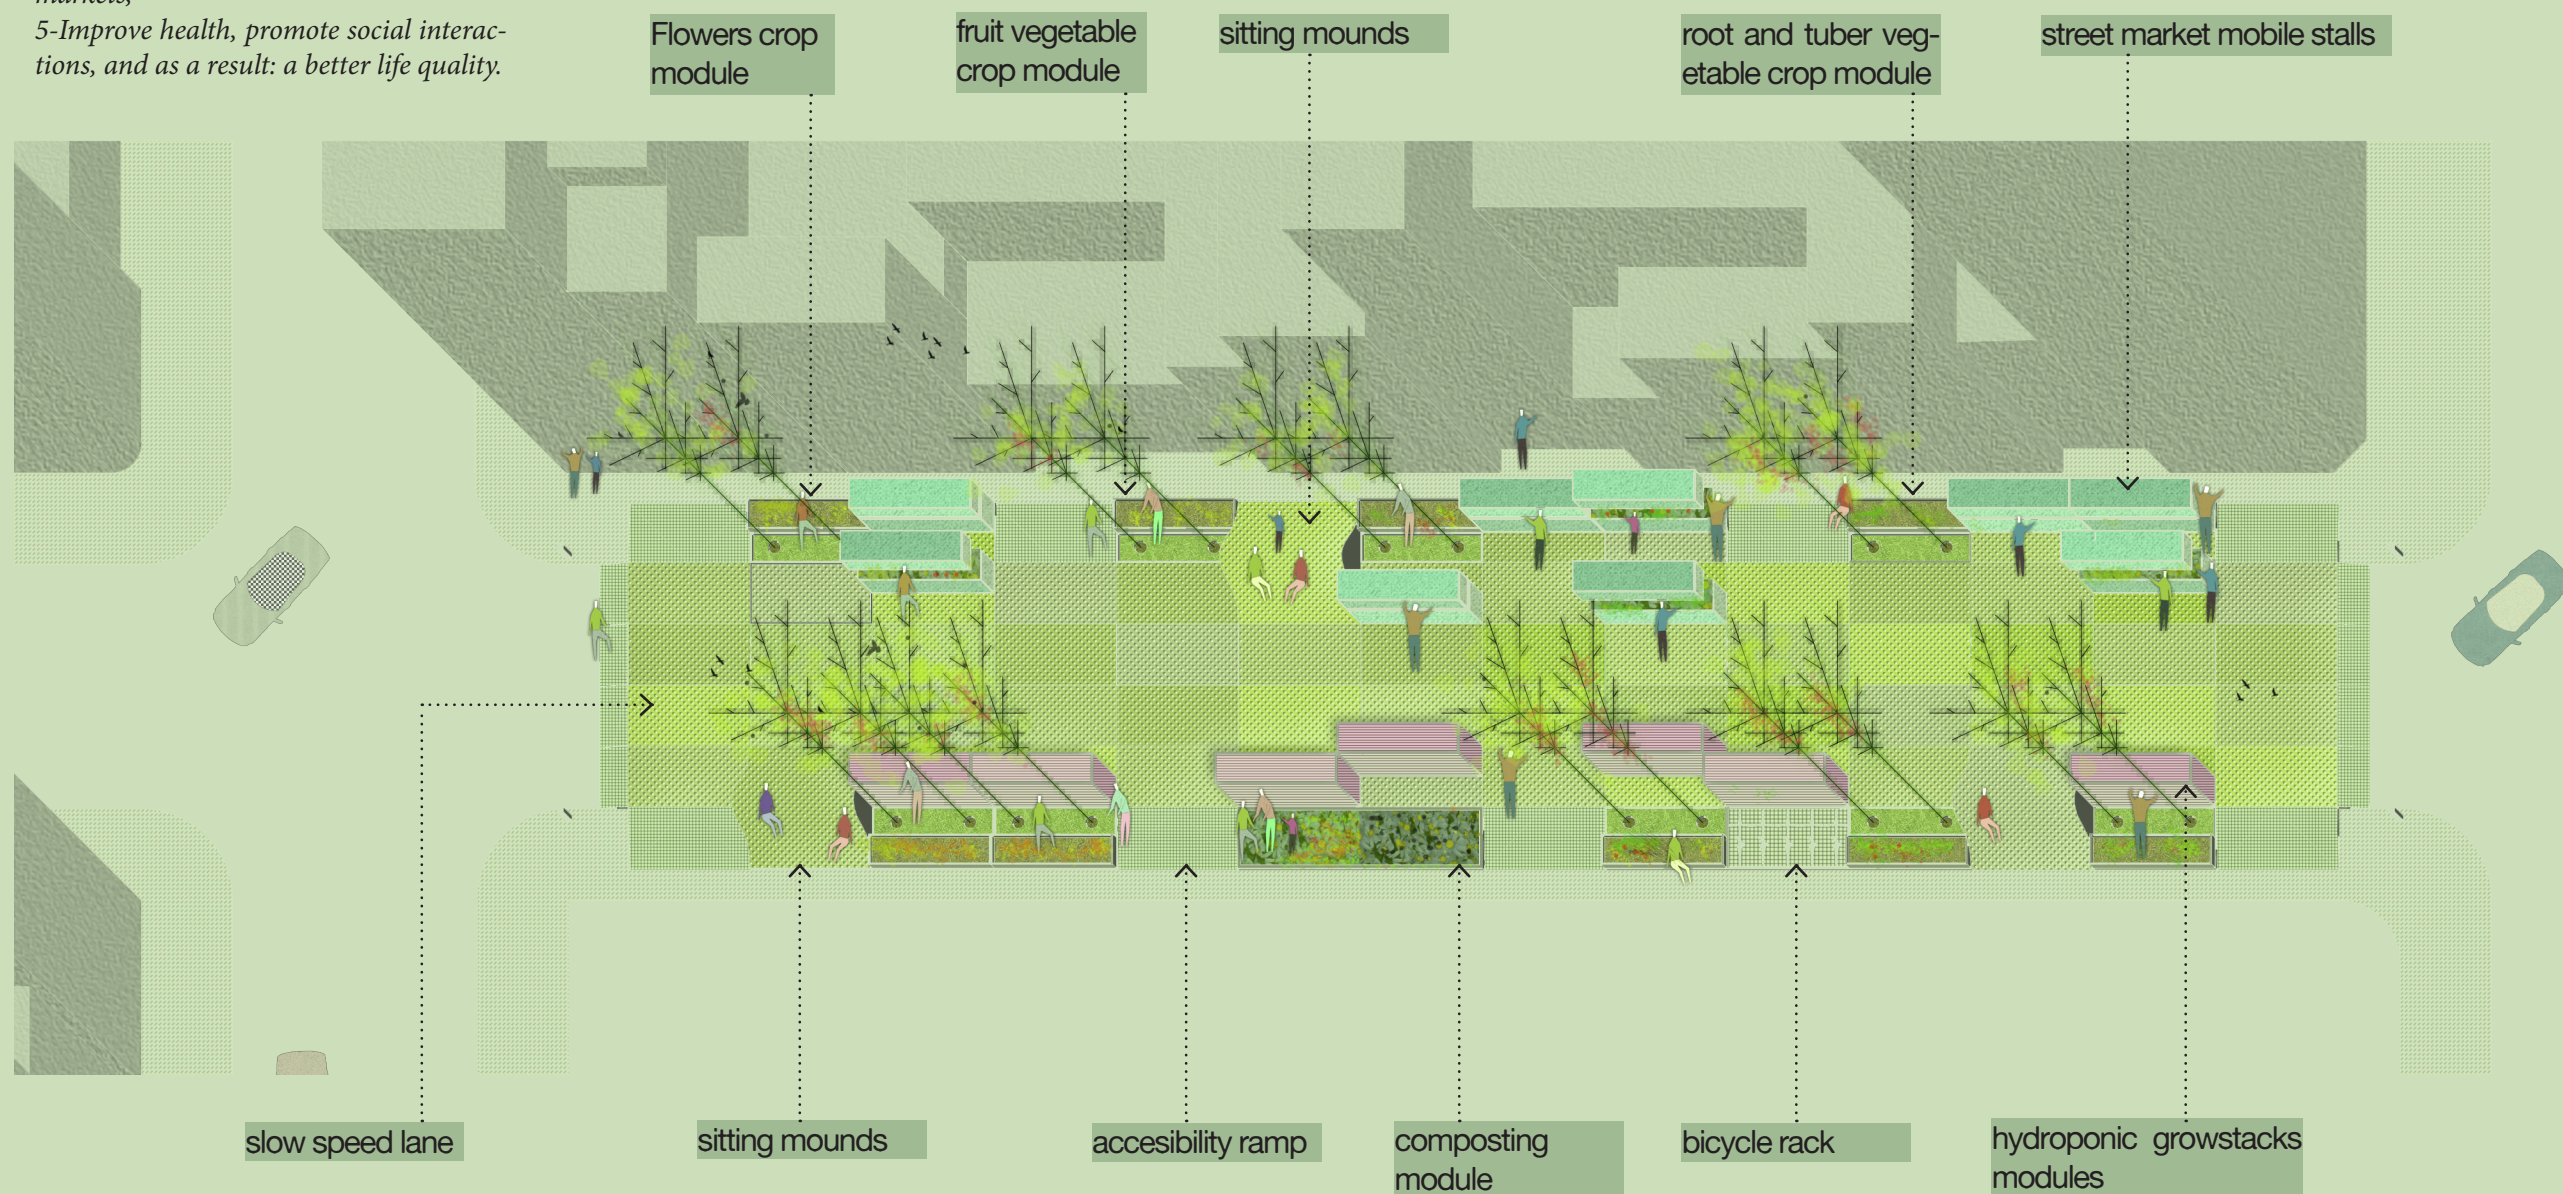 markets,
5-Improve health, promote social interac-
tions, and as a result: a better life quality.
Flowers crop
module
fruit vegetable
crop module
sitting mounds
root and tuber veg-
etable crop module
street market mobile stalls
slow speed lane
sitting mounds
accesibility ramp
composting
module
bicycle rack
hydroponic growstacks
modules